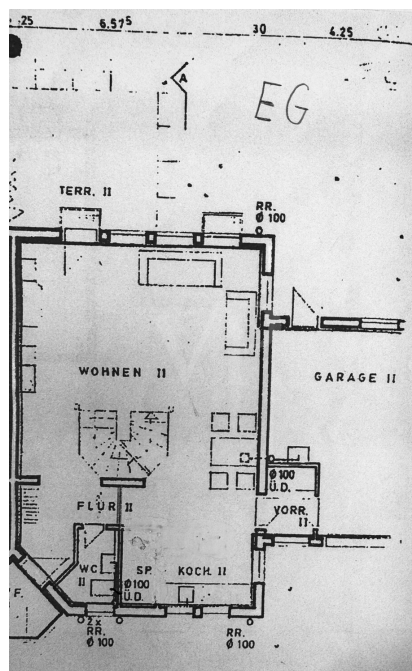 25 6.57⁵ 30 4.25
A
EG
TERR. II
RR.
Ø 100
WOHNEN II
GARAGE II
Ø 100
Ü.D.
FLUR II
VORR.
II
WC
II
SP.
KOCH. II
Ø 100
Ü.D.
F.
2x
RR.
Ø 100
RR.
Ø 100